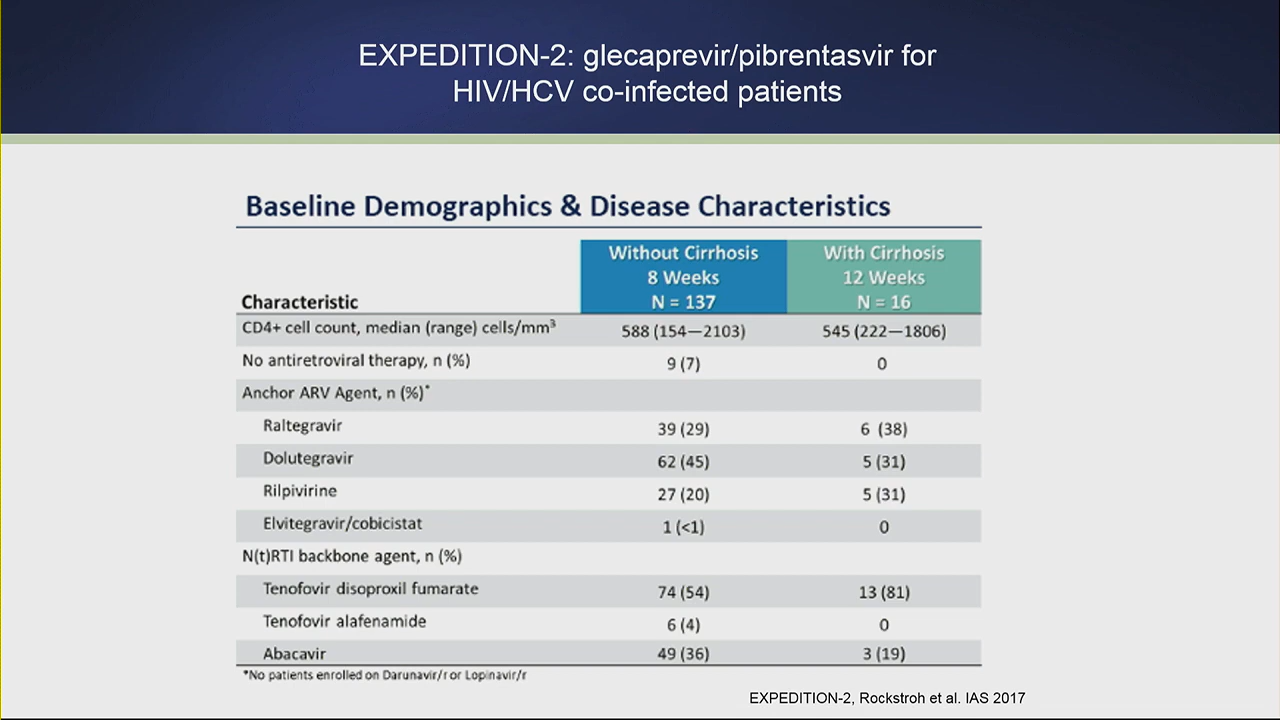 EXPEDITION-2: glecaprevir/pibrentasvir for
HIV/HCV co-infected patients
Baseline Demographics & Disease Characteristics
Characteristic Without Cirrhosis 8 Weeks N = 137 With Cirrhosis 12 Weeks N = 16
CD4+ cell count, median (range) cells/mm³ 588 (154—2103) 545 (222—1806)
No antiretroviral therapy, n (%) 9 (7) 0
Anchor ARV Agent, n (%)*
Raltegravir 39 (29) 6 (38)
Dolutegravir 62 (45) 5 (31)
Rilpivirine 27 (20) 5 (31)
Elvitegravir/cobicistat 1 (<1) 0
N(t)RTI backbone agent, n (%)
Tenofovir disoproxil fumarate 74 (54) 13 (81)
Tenofovir alafenamide 6 (4) 0
Abacavir 49 (36) 3 (19)
*No patients enrolled on Darunavir/r or Lopinavir/r
EXPEDITION-2, Rockstroh et al. IAS 2017